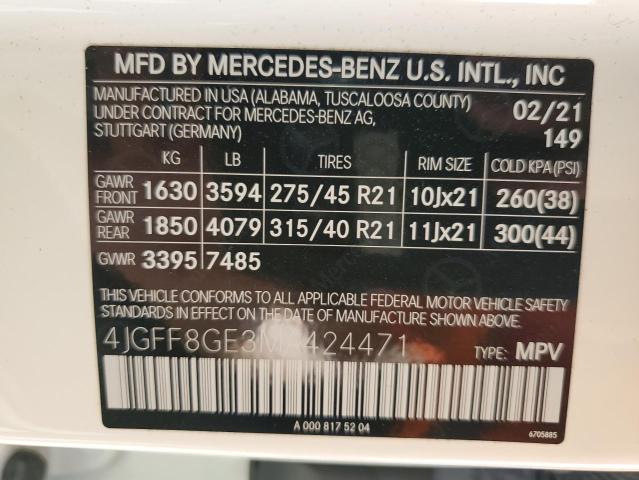 MFD BY MERCEDES-BENZ U.S. INTL., INC
MANUFACTURED IN USA (ALABAMA, TUSCALOOSA COUNTY) 02/21
UNDER CONTRACT FOR MERCEDES-BENZ AG, 149
STUTTGART (GERMANY)
KG LB TIRES RIM SIZE COLD KPA(PSI)
GAWR FRONT 1630 3594 275/45 R21 10Jx21 260(38)
GAWR REAR 1850 4079 315/40 R21 11Jx21 300(44)
GVWR 3395 7485
THIS VEHICLE CONFORMS TO ALL APPLICABLE FEDERAL MOTOR VEHICLE SAFETY
STANDARDS IN EFFECT ON THE DATE OF MANUFACTURE SHOWN ABOVE
TYPE: MPV
A 000 817 52 04 6705885